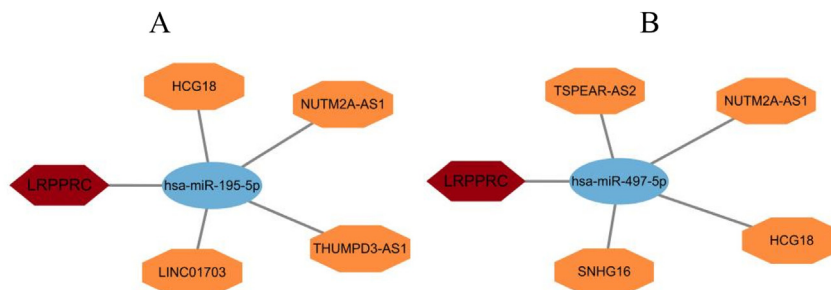 A
HCG18
NUTM2A-AS1
LRPPRC
hsa-miR-195-5p
LINC01703
THUMPD3-AS1
B
TSPEAR-AS2
NUTM2A-AS1
LRPPRC
hsa-miR-497-5p
HCG18
SNHG16